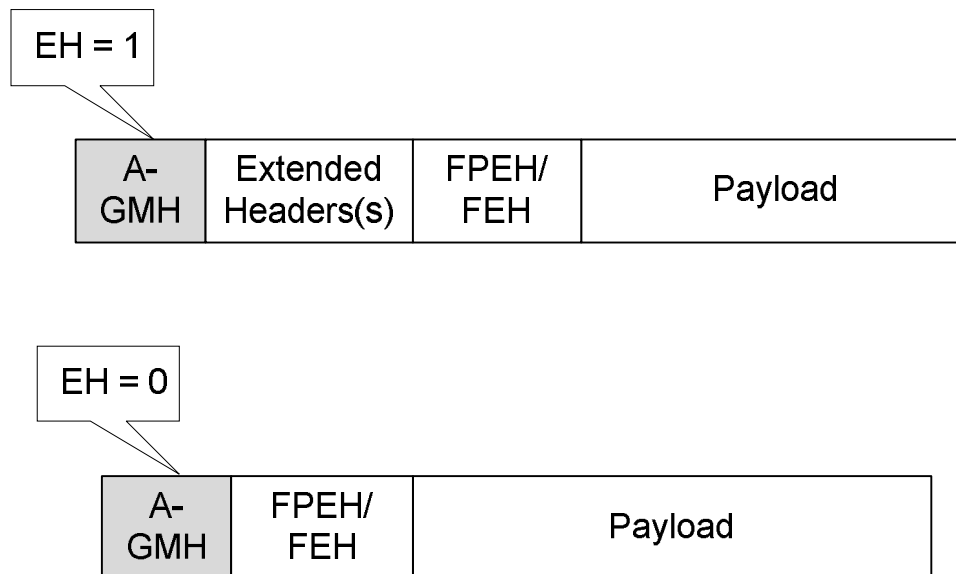 EH = 1
A-
GMH
Extended
Headers(s)
FPEH/
FEH
Payload
EH = 0
A-
GMH
FPEH/
FEH
Payload